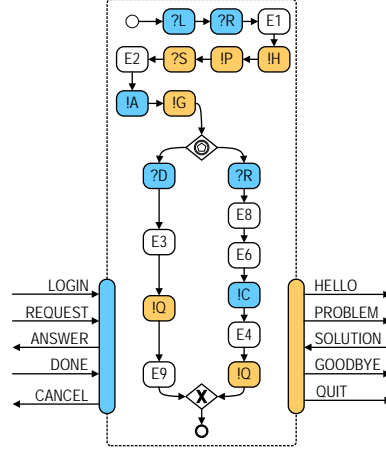 ?L ?R E1
E2 ?S !P !H
!A !G
?D ?R
E8
E3
E6
LOGIN !C HELLO
REQUEST !Q PROBLEM
ANSWER E4 SOLUTION
DONE E9 !Q GOODBYE
CANCEL X QUIT